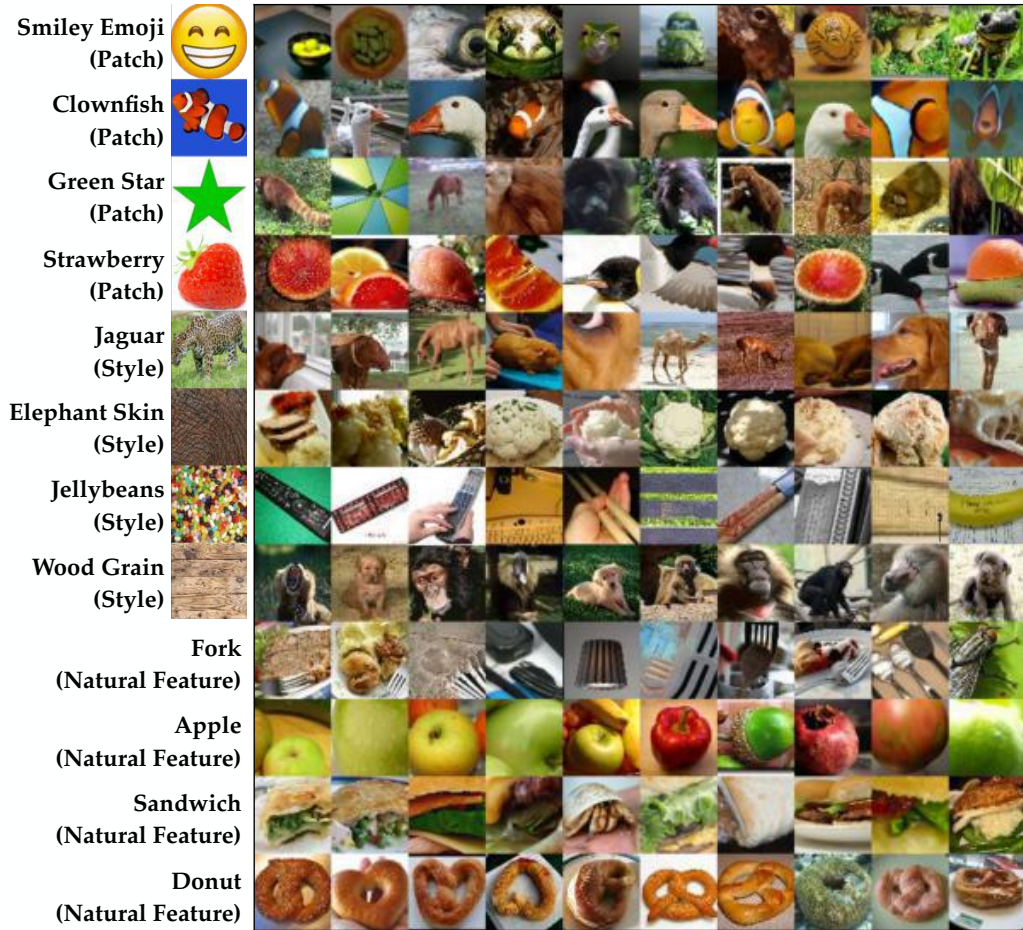 Smiley Emoji
(Patch)
Clownfish
(Patch)
Green Star
(Patch)
Strawberry
(Patch)
Jaguar
(Style)
Elephant Skin
(Style)
Jellybeans
(Style)
Wood Grain
(Style)
Fork
(Natural Feature)
Apple
(Natural Feature)
Sandwich
(Natural Feature)
Donut
(Natural Feature)